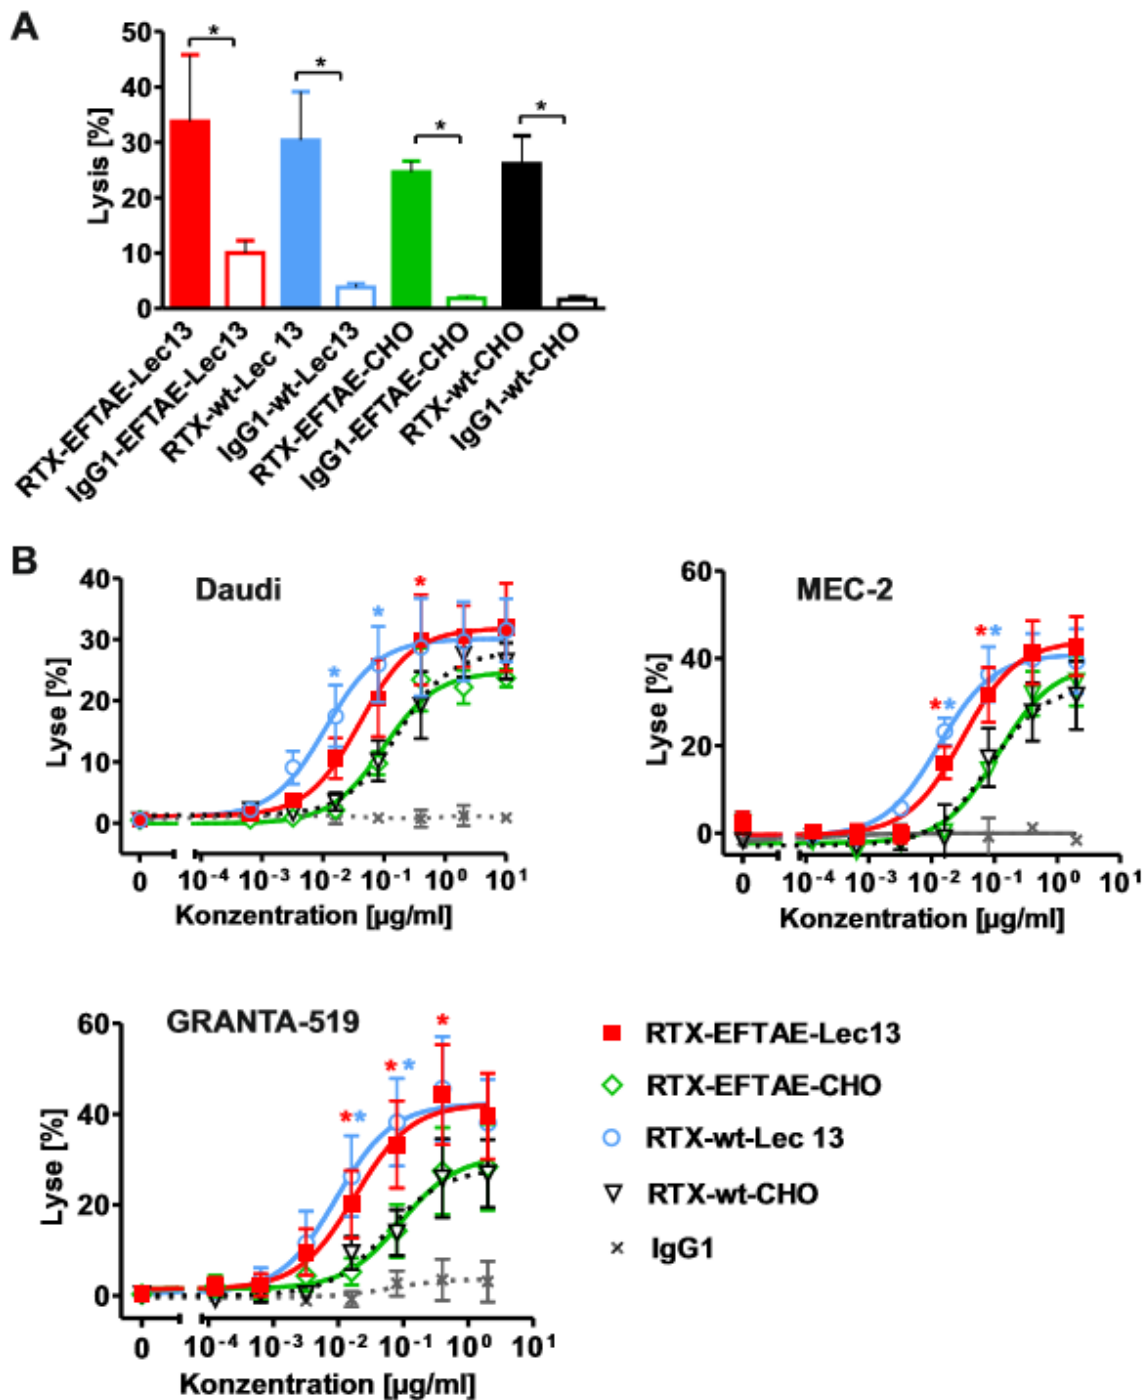 A
Lysis [%]
50
40
30
20
10
0
* * * *
RTX-EFTAE-Lec13
IgG1-EFTAE-Lec13
RTX-wt-Lec 13
IgG1-wt-Lec13
RTX-EFTAE-CHO
IgG1-EFTAE-CHO
RTX-wt-CHO
IgG1-wt-CHO
B
Daudi
Lyse [%]
40
30
20
10
0
* * *
0 10-4 10-3 10-2 10-1 100 101
Konzentration [µg/ml]
MEC-2
Lyse [%]
60
40
20
0
** **
0 10-4 10-3 10-2 10-1 100 101
Konzentration [µg/ml]
GRANTA-519
Lyse [%]
60
40
20
0
** * * *
0 10-4 10-3 10-2 10-1 100 101
Konzentration [µg/ml]
RTX-EFTAE-Lec13
RTX-EFTAE-CHO
RTX-wt-Lec 13
RTX-wt-CHO
IgG1